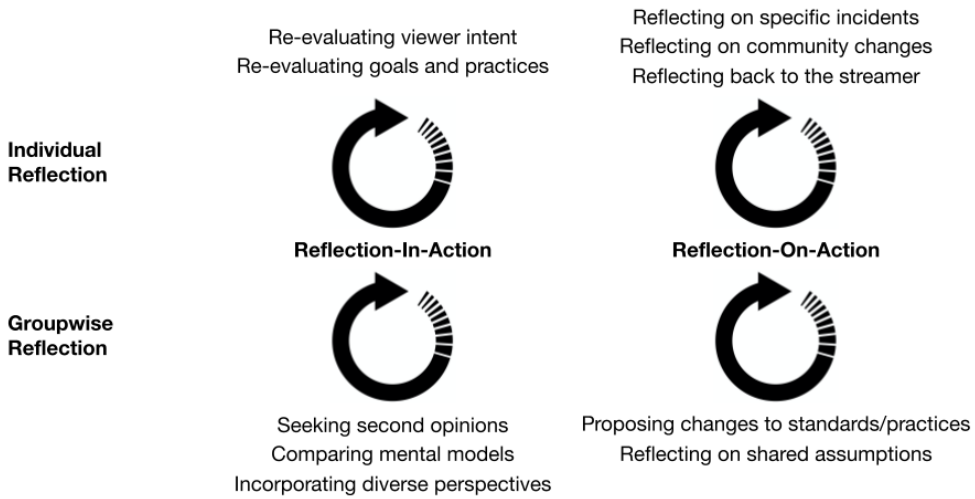 Re-evaluating viewer intent
Re-evaluating goals and practices
Reflecting on specific incidents
Reflecting on community changes
Reflecting back to the streamer
Individual
Reflection
Reflection-In-Action
Reflection-On-Action
Groupwise
Reflection
Seeking second opinions
Comparing mental models
Incorporating diverse perspectives
Proposing changes to standards/practices
Reflecting on shared assumptions